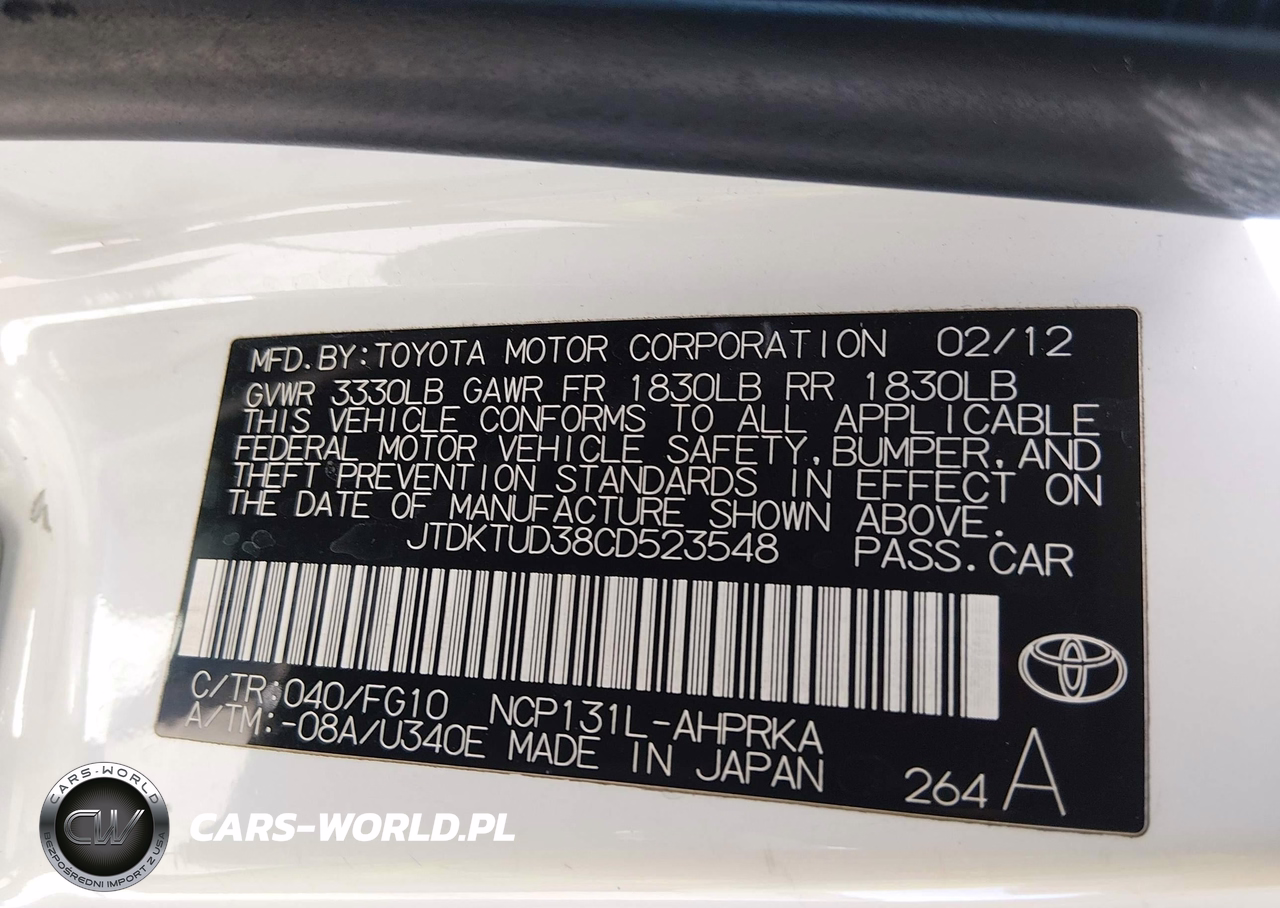 MFD.BY:TOYOTA MOTOR CORPORATION 02/12
GVWR 3330LB GAWR FR 1830LB RR 1830LB
THIS VEHICLE CONFORMS TO ALL APPLICABLE
FEDERAL MOTOR VEHICLE SAFETY,BUMPER,AND
THEFT PREVENTION STANDARDS IN EFFECT ON
THE DATE OF MANUFACTURE SHOWN ABOVE.
JTDKTUD38CD523548 PASS.CAR
C/TR:040/FG10 NCP131L-AHPRKA
A/TM:-08A/U340E MADE IN JAPAN 264 A
CARS-WORLD
CW
BEZPOŚREDNI IMPORT Z USA
CARS-WORLD.PL